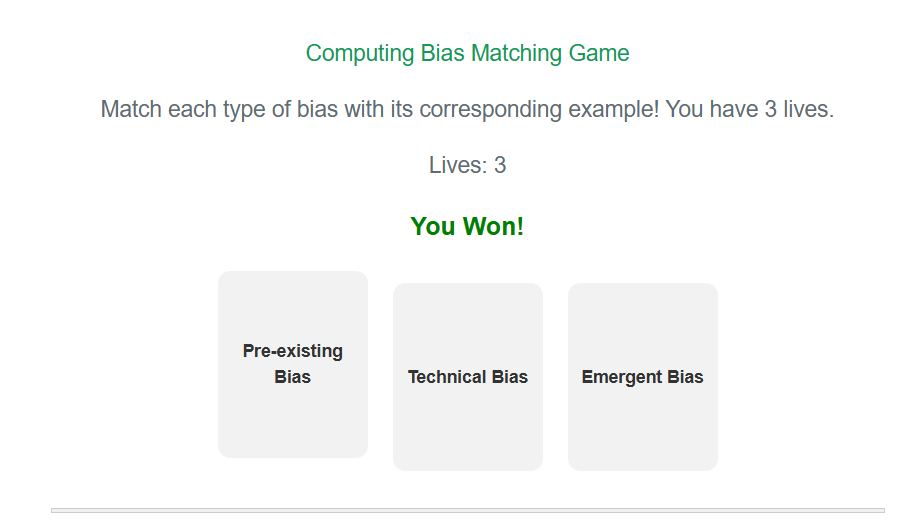 Computing Bias Matching Game
Match each type of bias with its corresponding example! You have 3 lives.
Lives: 3
You Won!
Pre-existing
Bias
Technical Bias
Emergent Bias